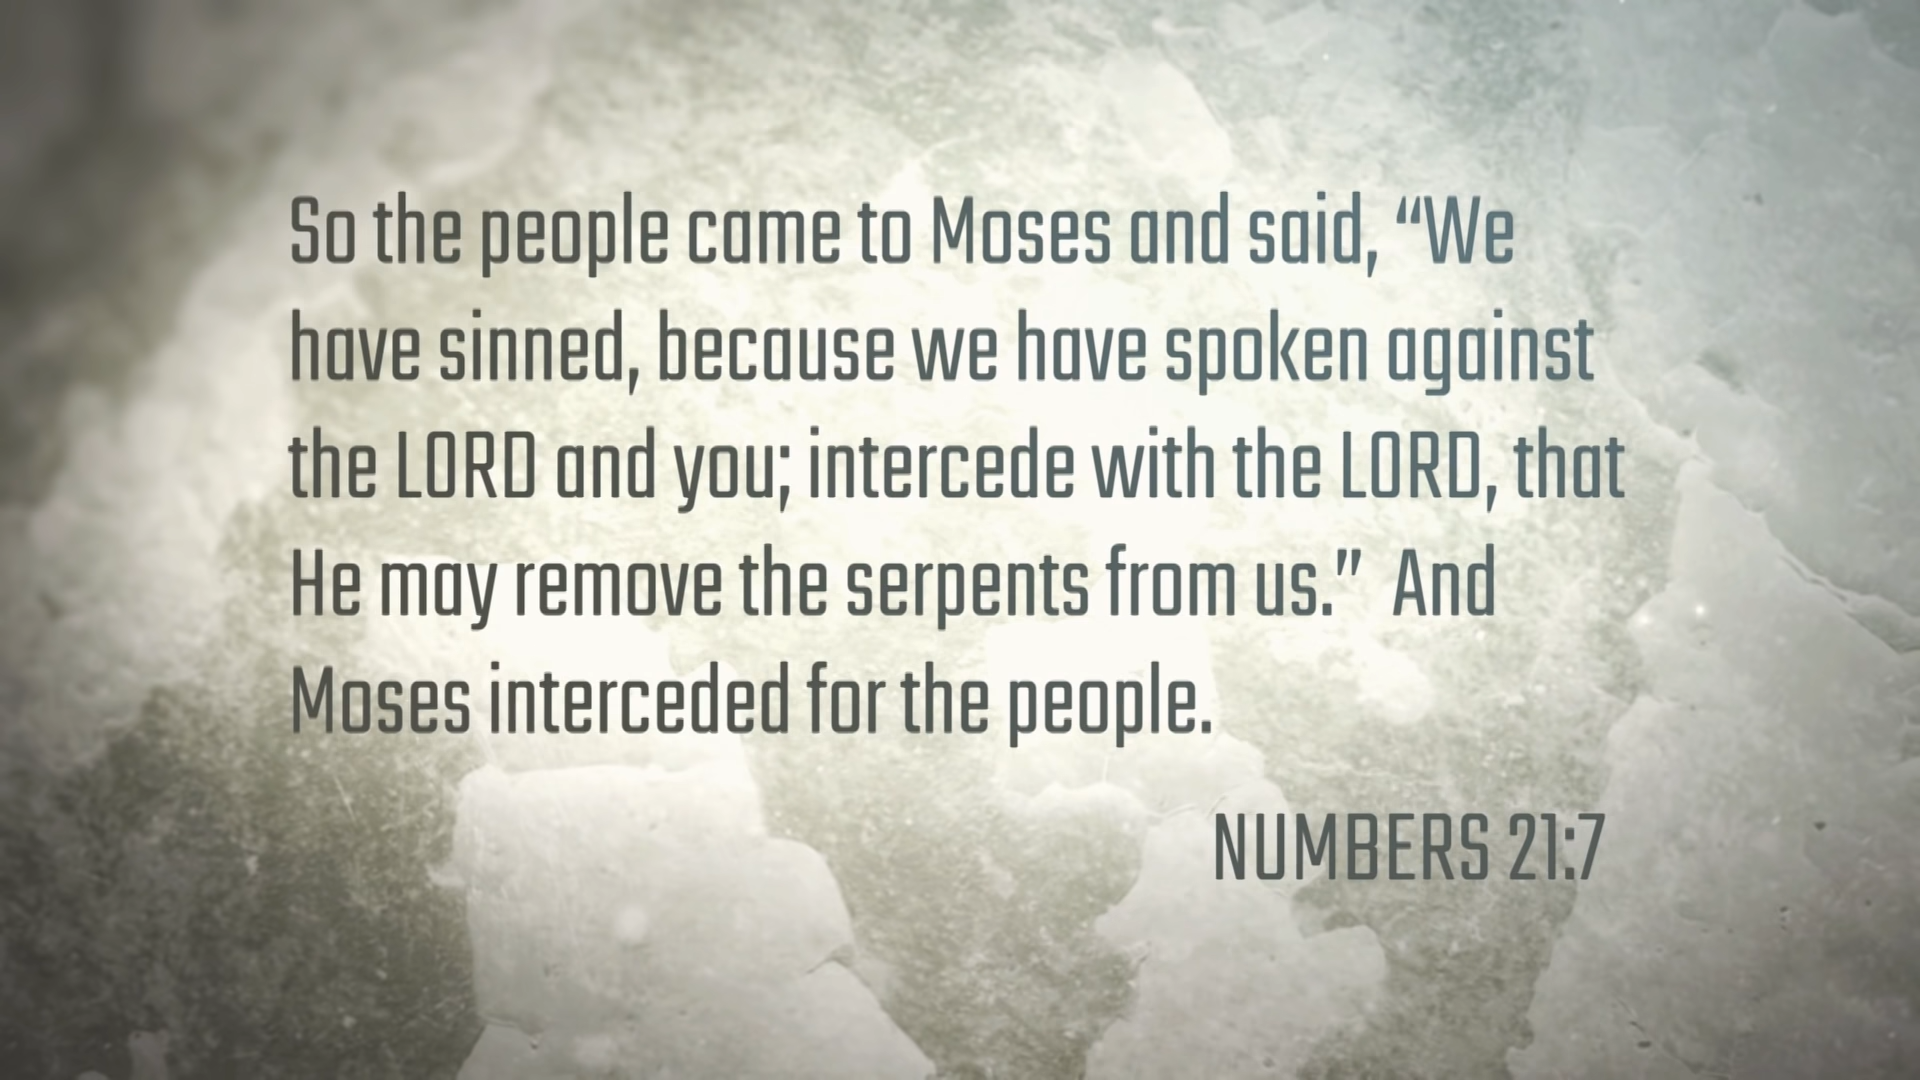 So the people came to Moses and said, “We
have sinned, because we have spoken against
the LORD and you; intercede with the LORD, that
He may remove the serpents from us.”  And
Moses interceded for the people.
NUMBERS 21:7